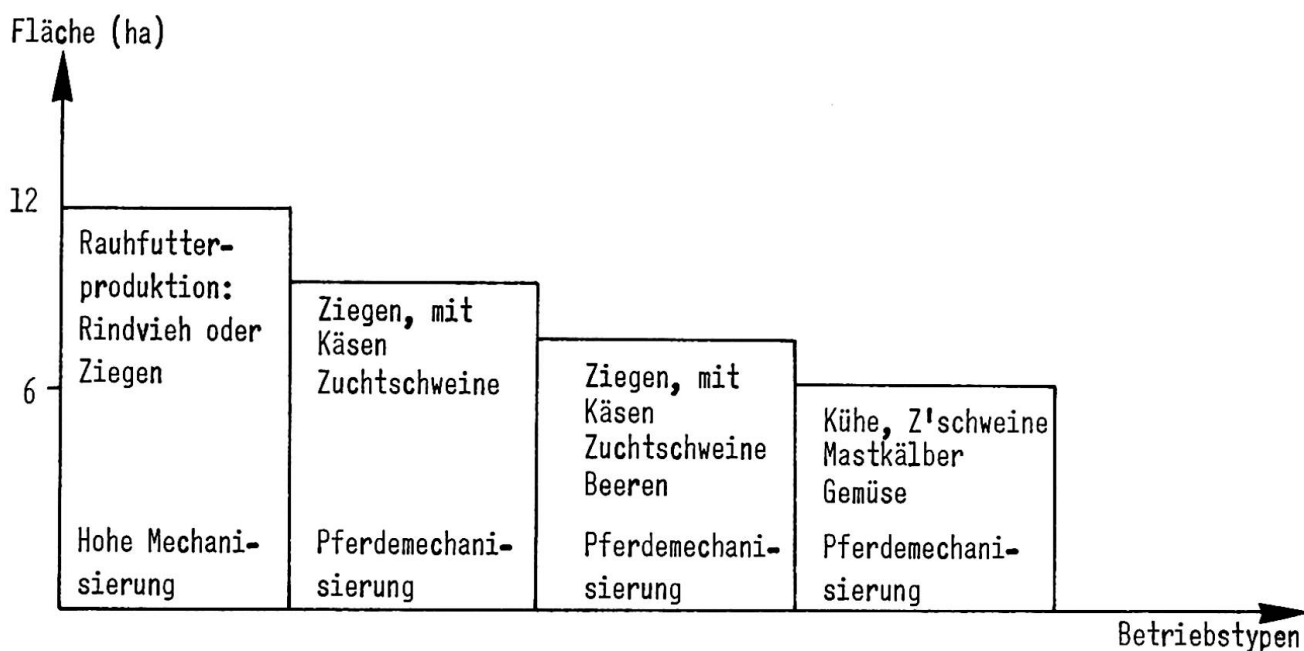 Fläche (ha)
12
6
Rauhfutter-
produktion:
Rindvieh oder
Ziegen
Hohe Mechani-
sierung
Ziegen, mit
Käsen
Zuchtschweine
Pferdemechani-
sierung
Ziegen, mit
Käsen
Zuchtschweine
Beeren
Pferdemechani-
sierung
Kühe, Z'schweine
Mastkälber
Gemüse
Pferdemechani-
sierung
Betriebstypen